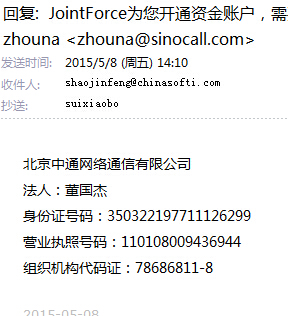 回复: JointForce为您开通资金账户，需
zhouna <zhouna@sinocall.com>
发送时间: 2015/5/8 (周五) 14:10
收件人: shaojinfeng@chinasofti.com
抄送: suixiaobo
北京中通网络通信有限公司
法人：董国杰
身份证号码：350322197711126299
营业执照号码：110108009436944
组织机构代码证：78686811-8
2015-05-08